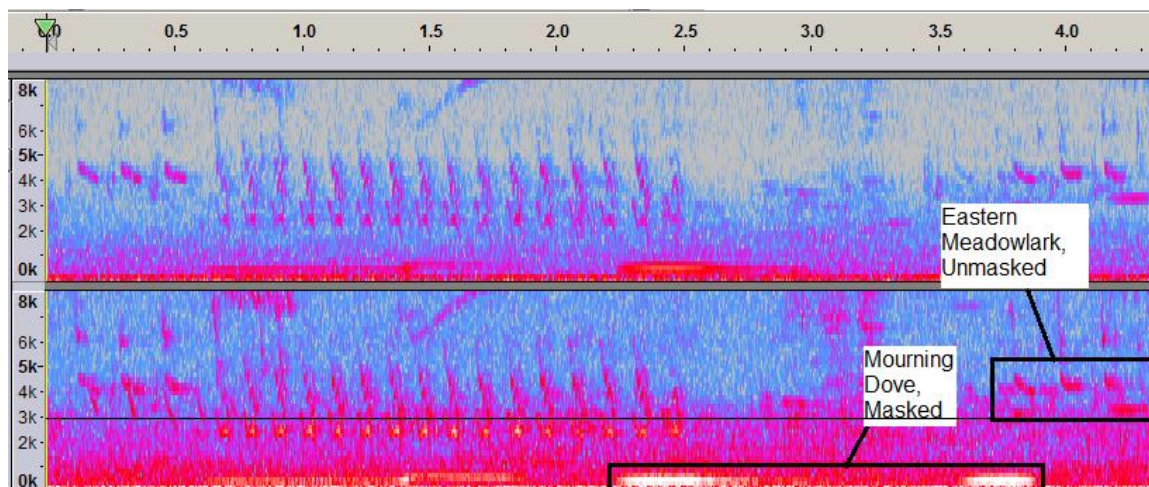 0.0 0.5 1.0 1.5 2.0 2.5 3.0 3.5 4.0
8k
6k
5k
4k
3k
2k
0k
Eastern
Meadowlark,
Unmasked
8k
6k
5k
4k
3k
2k
0k
Mourning
Dove,
Masked